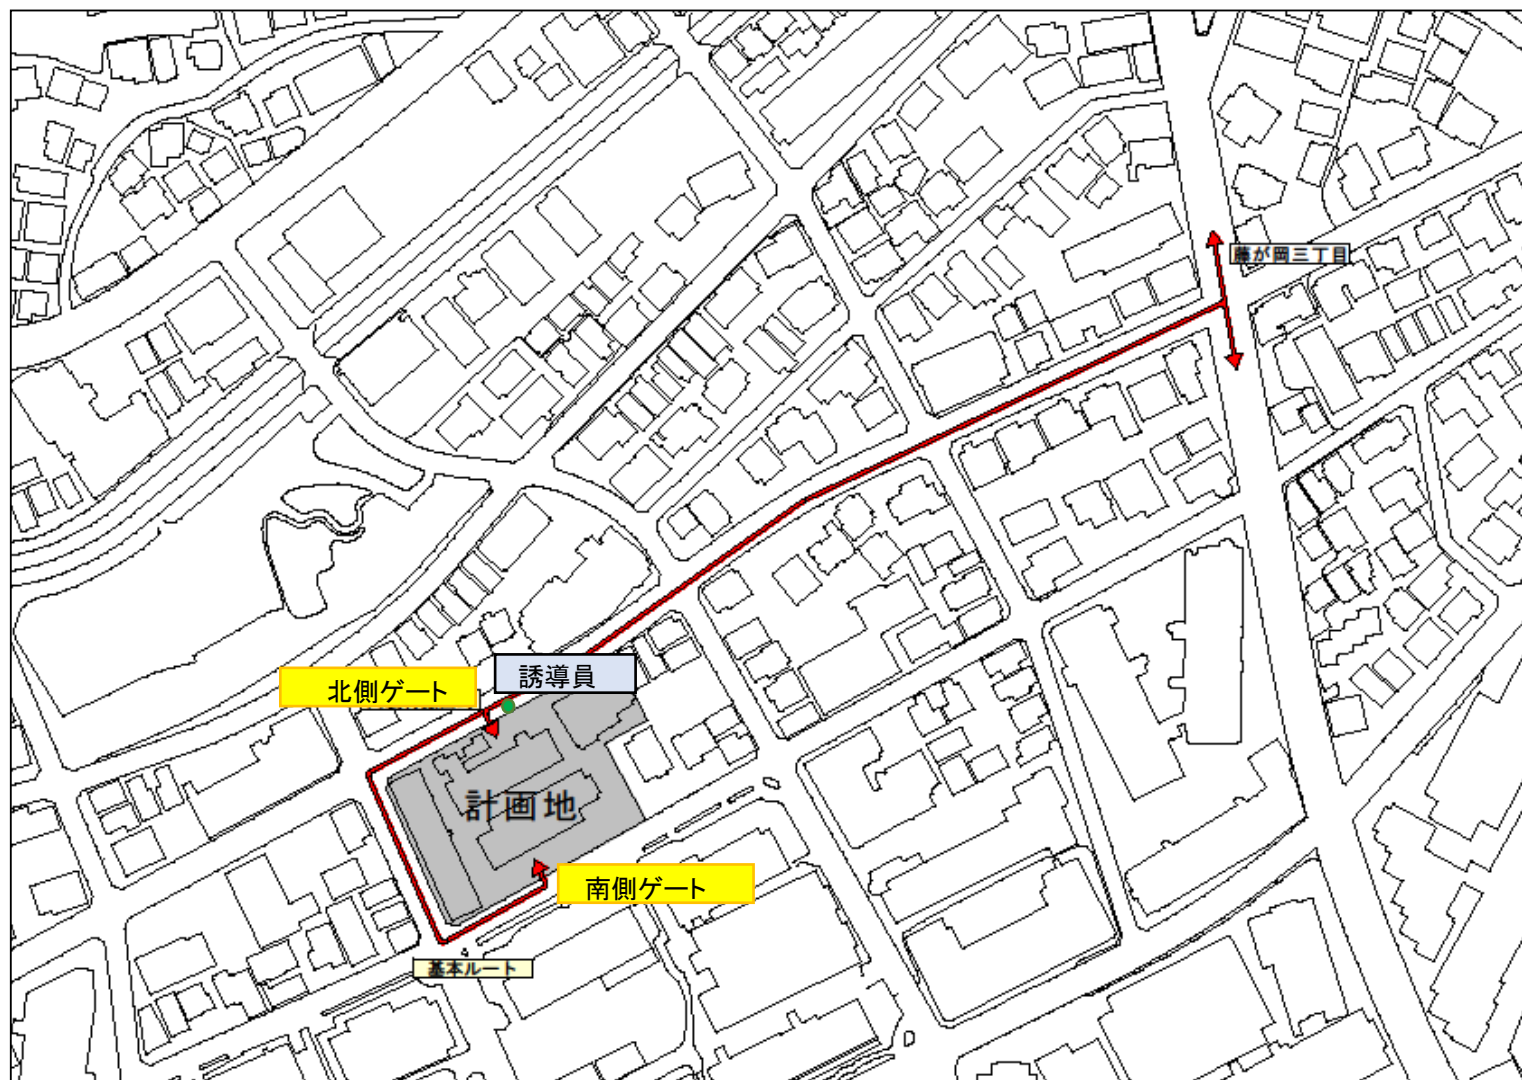 藤が岡三丁目
誘導員
北側ゲート
計画地
南側ゲート
基本ルート